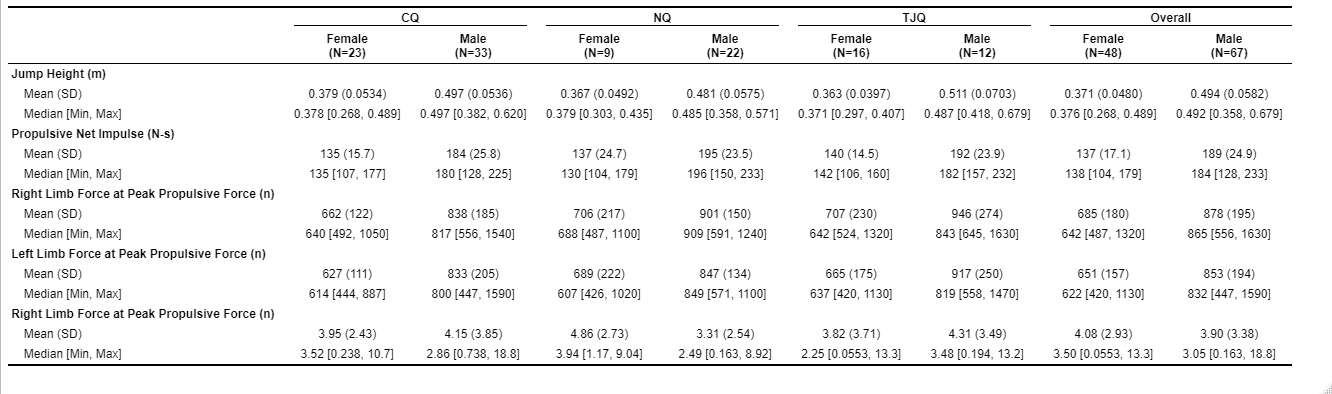 CQ NQ TJQ Overall
Female Male Female Male Female Male Female Male
(N=23) (N=33) (N=9) (N=22) (N=16) (N=12) (N=48) (N=67)
Jump Height (m)
Mean (SD) 0.379 (0.0534) 0.497 (0.0536) 0.367 (0.0492) 0.481 (0.0575) 0.363 (0.0397) 0.511 (0.0703) 0.371 (0.0480) 0.494 (0.0582)
Median [Min, Max] 0.378 [0.268, 0.489] 0.497 [0.382, 0.620] 0.379 [0.303, 0.435] 0.485 [0.358, 0.571] 0.371 [0.297, 0.407] 0.487 [0.418, 0.679] 0.376 [0.268, 0.489] 0.492 [0.358, 0.679]
Propulsive Net Impulse (N-s)
Mean (SD) 135 (15.7) 184 (25.8) 137 (24.7) 195 (23.5) 140 (14.5) 192 (23.9) 137 (17.1) 189 (24.9)
Median [Min, Max] 135 [107, 177] 180 [128, 225] 130 [104, 179] 196 [150, 233] 142 [106, 160] 182 [157, 232] 138 [104, 179] 184 [128, 233]
Right Limb Force at Peak Propulsive Force (n)
Mean (SD) 662 (122) 838 (185) 706 (217) 901 (150) 707 (230) 946 (274) 685 (180) 878 (195)
Median [Min, Max] 640 [492, 1050] 817 [556, 1540] 688 [487, 1100] 909 [591, 1240] 642 [524, 1320] 843 [645, 1630] 642 [487, 1320] 865 [556, 1630]
Left Limb Force at Peak Propulsive Force (n)
Mean (SD) 627 (111) 833 (205) 689 (222) 847 (134) 665 (175) 917 (250) 651 (157) 853 (194)
Median [Min, Max] 614 [444, 887] 800 [447, 1590] 607 [426, 1020] 849 [571, 1100] 637 [420, 1130] 819 [558, 1470] 622 [420, 1130] 832 [447, 1590]
Right Limb Force at Peak Propulsive Force (n)
Mean (SD) 3.95 (2.43) 4.15 (3.85) 4.86 (2.73) 3.31 (2.54) 3.82 (3.71) 4.31 (3.49) 4.08 (2.93) 3.90 (3.38)
Median [Min, Max] 3.52 [0.238, 10.7] 2.86 [0.738, 18.8] 3.94 [1.17, 9.04] 2.49 [0.163, 8.92] 2.25 [0.0553, 13.3] 3.48 [0.194, 13.2] 3.50 [0.0553, 13.3] 3.05 [0.163, 18.8]